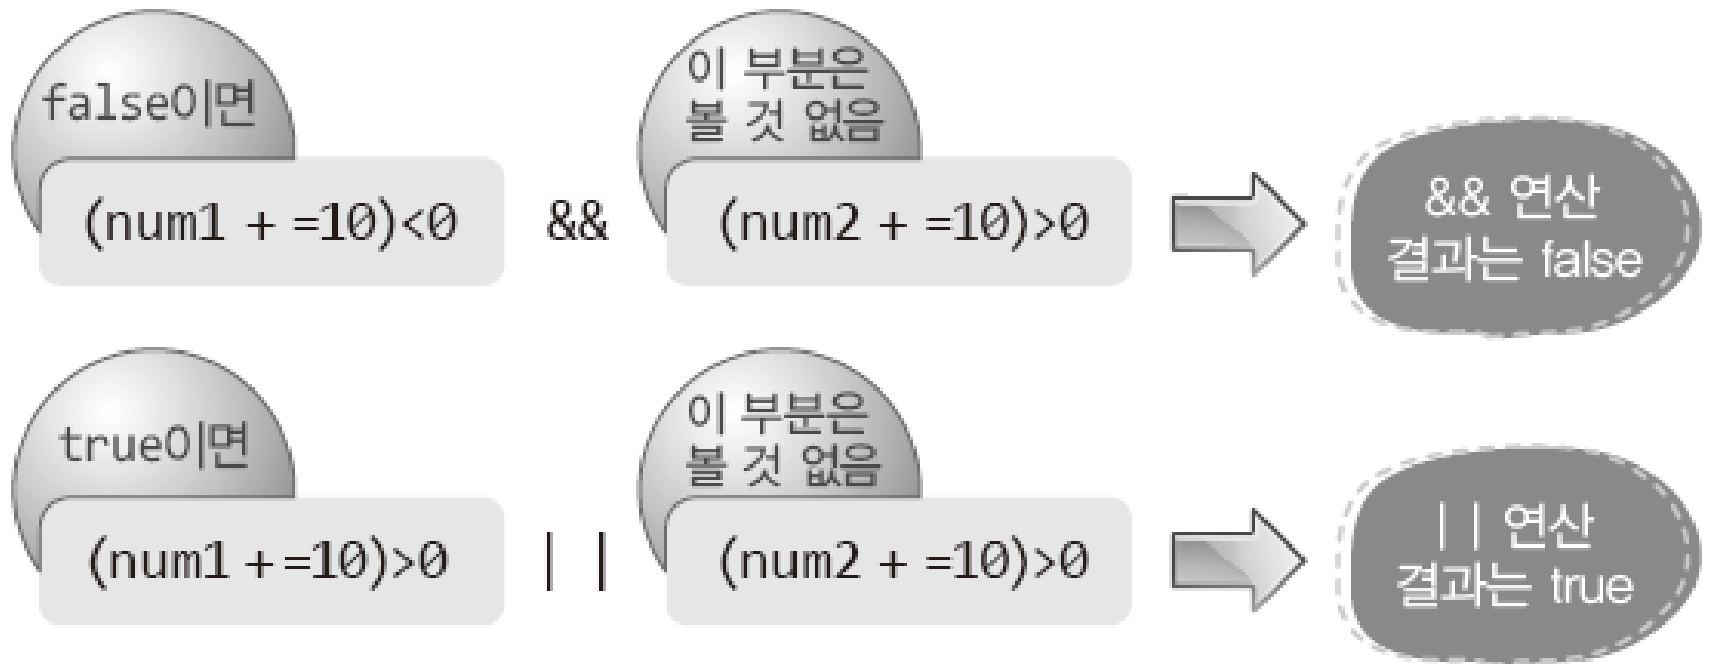 false이면
이 부분은
볼 것 없음
(num1 + =10)<0 && (num2 + =10)>0
&& 연산
결과는 false
true이면
이 부분은
볼 것 없음
(num1 + =10)>0 || (num2 + =10)>0
|| 연산
결과는 true